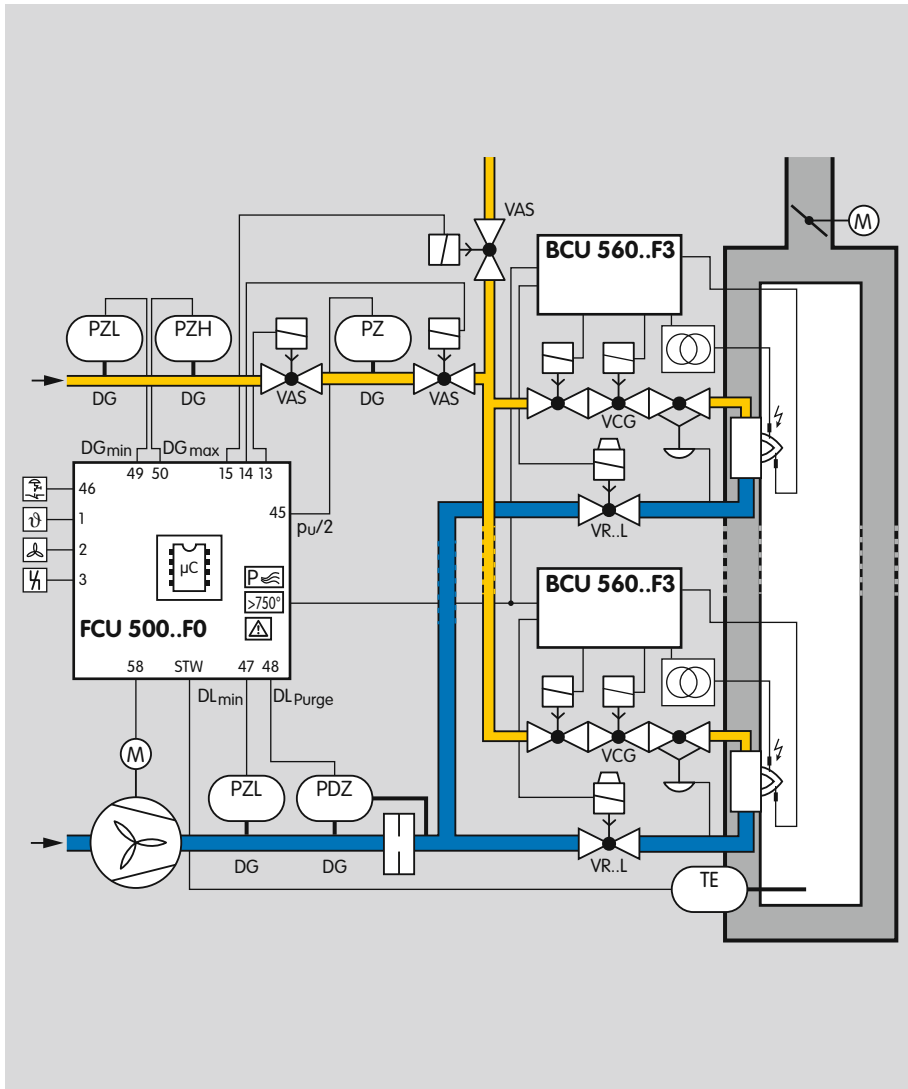 VAS
M
BCU 560..F3
PZL
PZH
PZ
DG
DG
VAS
DG
VAS
VCG
DGmin
49
50
DGmax
15
14
13
46
45
pu/2
1
2
3
ϑ
µC
P
>750°
VR..L
FCU 500..F0
BCU 560..F3
58
STW
47
48
DLmin
DLPurge
VCG
M
PZL
PDZ
DG
DG
VR..L
TE